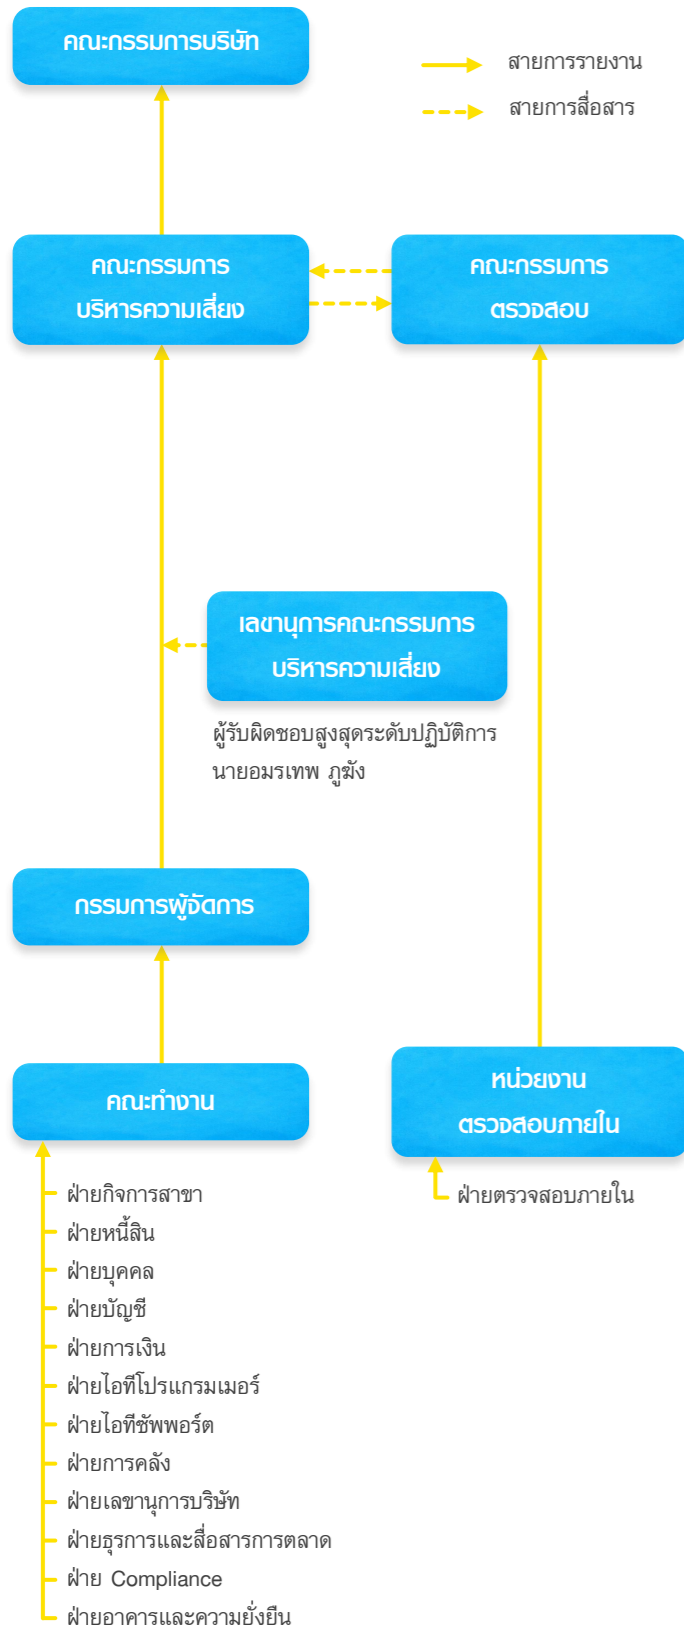 คณะกรรมการบริษัท
สายการรายงาน
สายการสื่อสาร
คณะกรรมการ
บริหารความเสี่ยง
คณะกรรมการ
ตรวจสอบ
เลขานุการคณะกรรมการ
บริหารความเสี่ยง
ผู้รับผิดชอบสูงสุดระดับปฏิบัติการ
นายอมรเทพ ภูฆัง
กรรมการผู้จัดการ
คณะทำงาน
หน่วยงาน
ตรวจสอบภายใน
ฝ่ายกิจการสาขา
ฝ่ายหนี้สิน
ฝ่ายบุคคล
ฝ่ายบัญชี
ฝ่ายการเงิน
ฝ่ายไอทีโปรแกรมเมอร์
ฝ่ายไอทีซัพพอร์ต
ฝ่ายการคลัง
ฝ่ายเลขานุการบริษัท
ฝ่ายธุรการและสื่อสารการตลาด
ฝ่าย Compliance
ฝ่ายอาคารและความยั่งยืน
ฝ่ายตรวจสอบภายใน